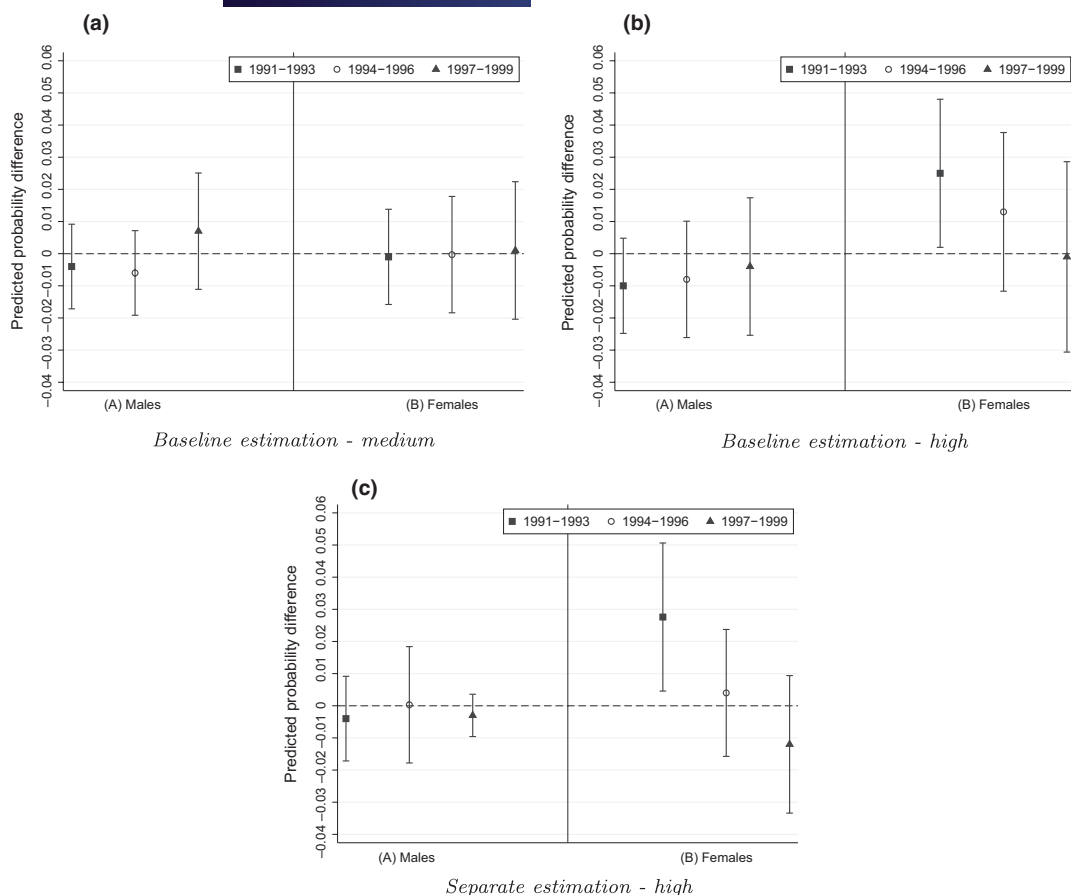 (a)
1991−1993 1994−1996 1997−1999
Predicted probability difference
0.06
0.05
0.04
0.03
0.02
0.01
0
−0.01
−0.02
−0.03
−0.04
(A) Males (B) Females
Baseline estimation - medium
(b)
1991−1993 1994−1996 1997−1999
Predicted probability difference
0.06
0.05
0.04
0.03
0.02
0.01
0
−0.01
−0.02
−0.03
−0.04
(A) Males (B) Females
Baseline estimation - high
(c)
1991−1993 1994−1996 1997−1999
Predicted probability difference
0.06
0.05
0.04
0.03
0.02
0.01
0
−0.01
−0.02
−0.03
−0.04
(A) Males (B) Females
Separate estimation - high